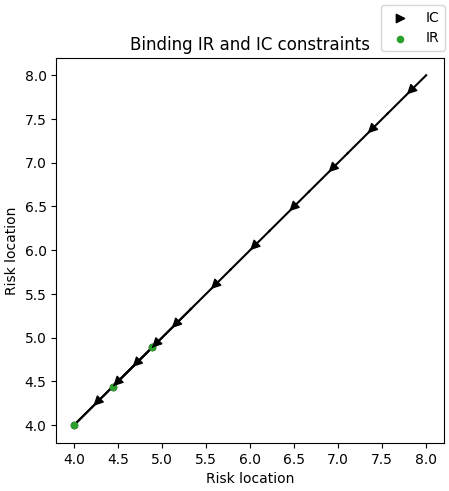 IC
IR
Binding IR and IC constraints
8.0
7.5
7.0
6.5
6.0
5.5
5.0
4.5
4.0
Risk location
4.0 4.5 5.0 5.5 6.0 6.5 7.0 7.5 8.0
Risk location